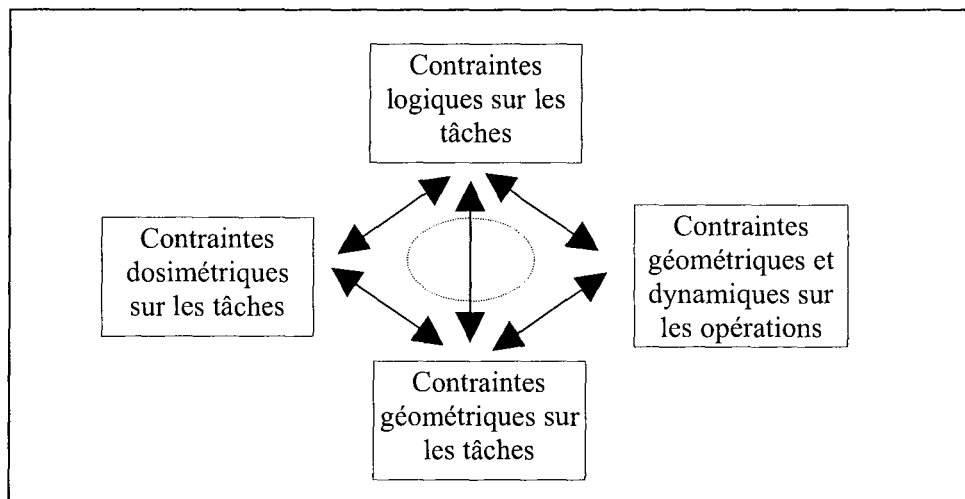 Contraintes
logiques sur les
tâches
Contraintes
dosimétriques
sur les tâches
Contraintes
géométriques et
dynamiques sur
les opérations
Contraintes
géométriques sur
les tâches